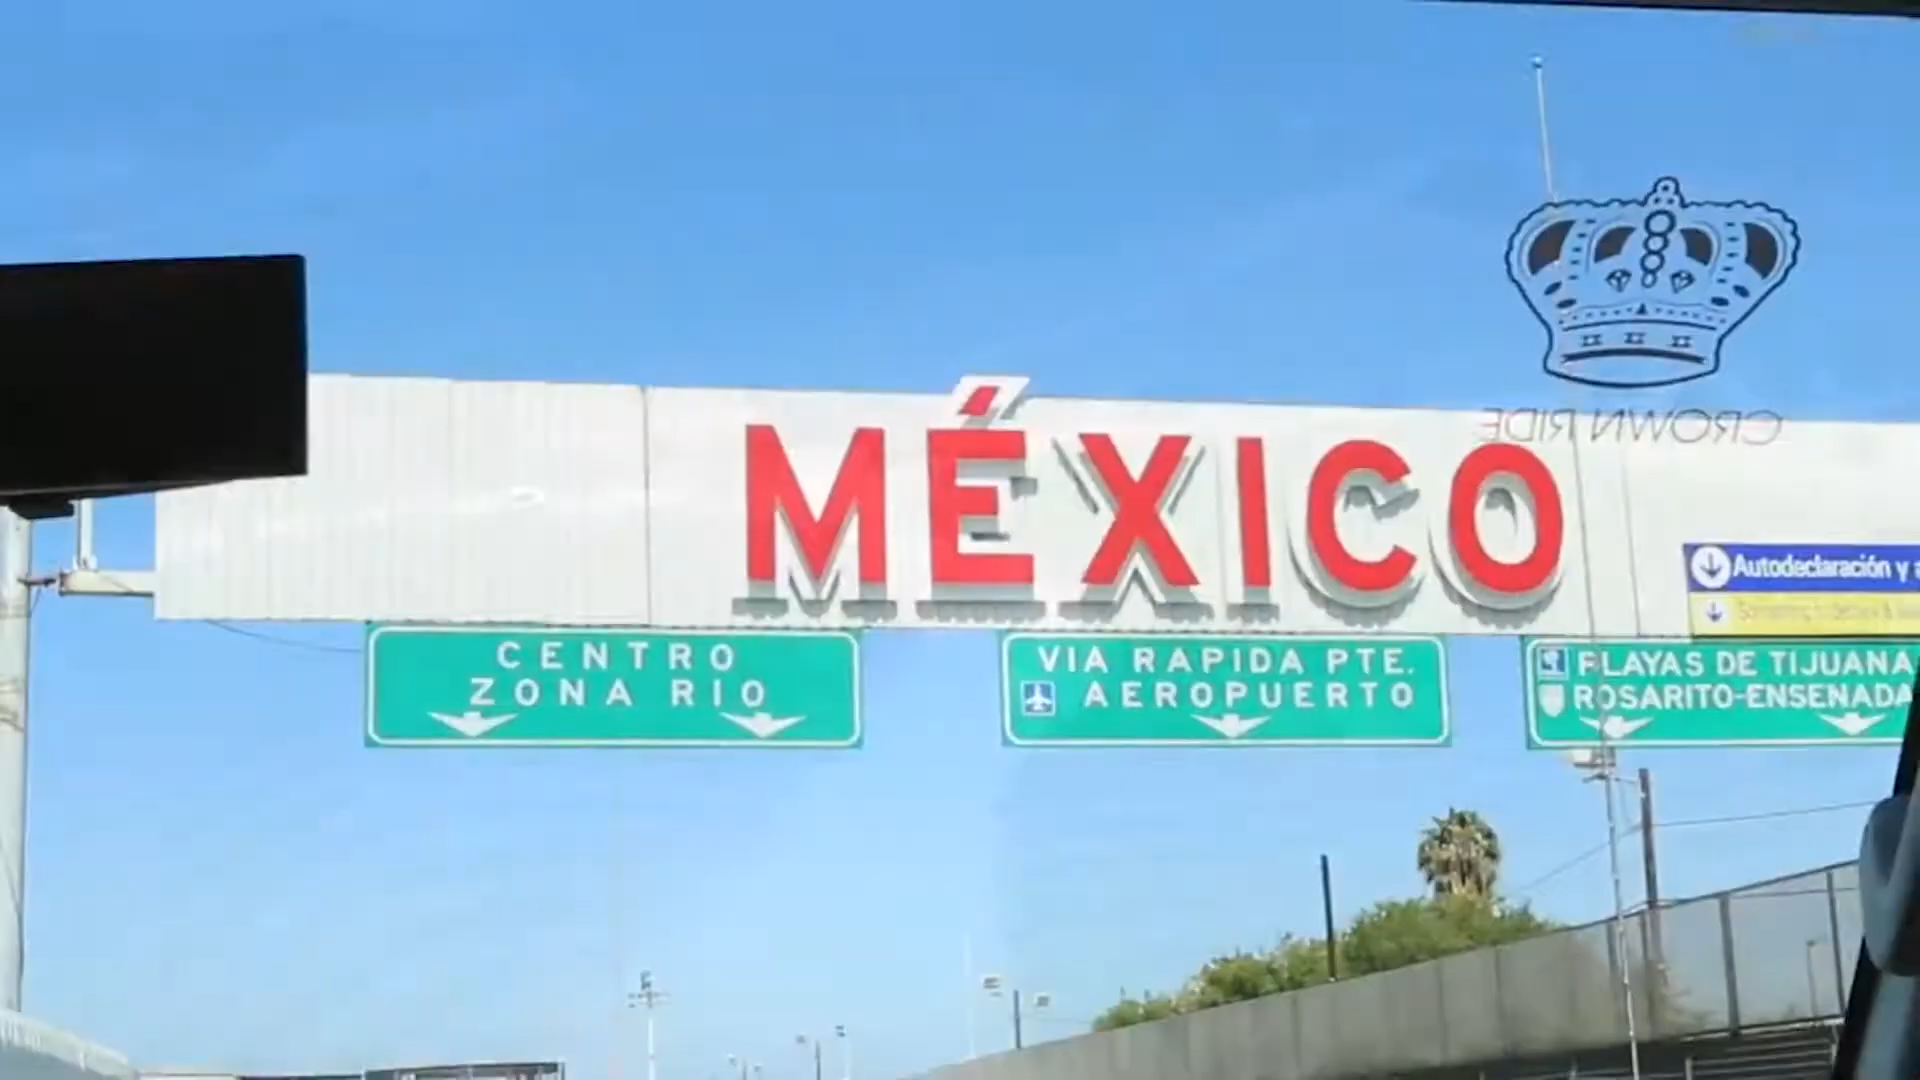 CROWN RIDE
MÉXICO
Autodeclaración y
CENTRO
ZONA RIO
VIA RAPIDA PTE.
AEROPUERTO
PLAYAS DE TIJUANA
ROSARITO-ENSENADA